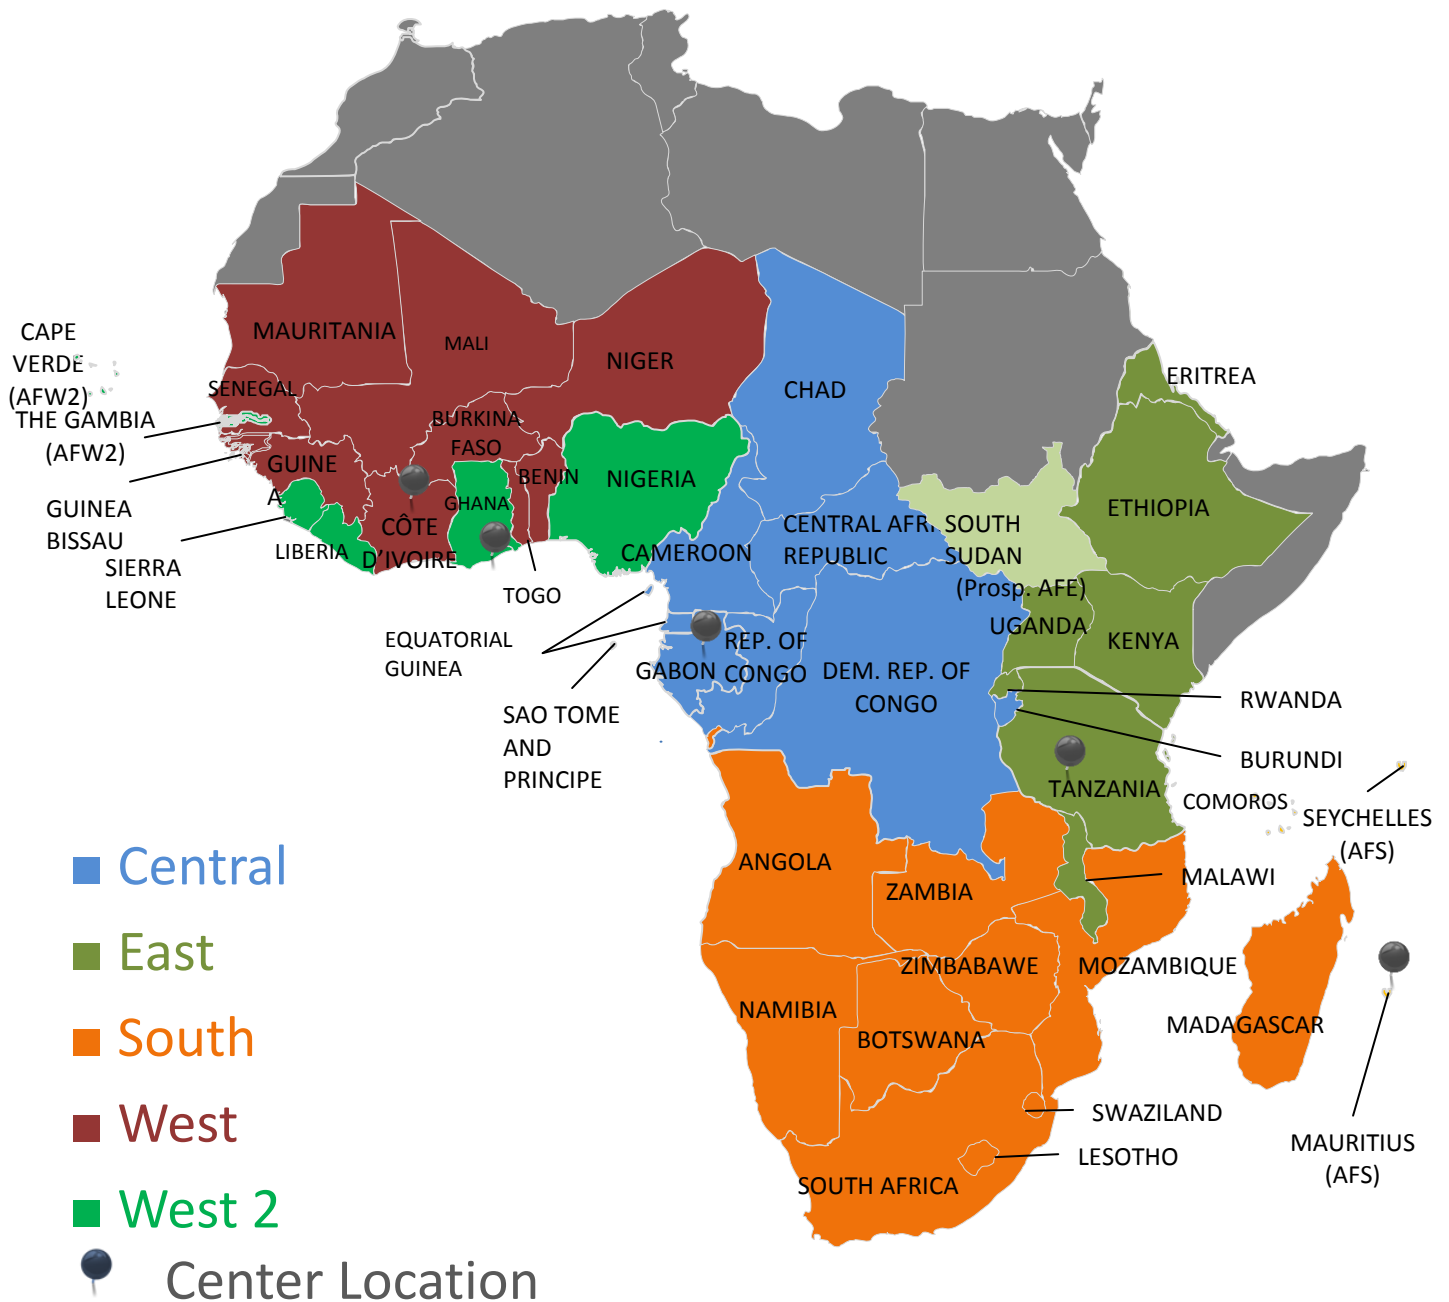 CAPE
VERDE
(AFW2)
THE GAMBIA
(AFW2)
GUINEA
BISSAU
SIERRA
LEONE
MAURITANIA
MALI
NIGER
CHAD
ERITREA
SENEGAL
BURKINA
FASO
GUINE
A
BENIN
NIGERIA
GHANA
ETHIOPIA
CÔTE
D'IVOIRE
LIBERIA
TOGO
CAMEROON
CENTRAL AFRI
REPUBLIC
SOUTH
SUDAN
(Prosp. AFE)
UGANDA
KENYA
EQUATORIAL
GUINEA
GABON
REP. OF
CONGO
DEM. REP. OF
CONGO
SAO TOME
AND
PRINCIPE
RWANDA
BURUNDI
TANZANIA
COMOROS
SEYCHELLES
(AFS)
ANGOLA
ZAMBIA
MALAWI
ZIMBABAWE
MOZAMBIQUE
NAMIBIA
BOTSWANA
MADAGASCAR
SWAZILAND
LESOTHO
SOUTH AFRICA
MAURITIUS
(AFS)
Central
East
South
West
West 2
Center Location